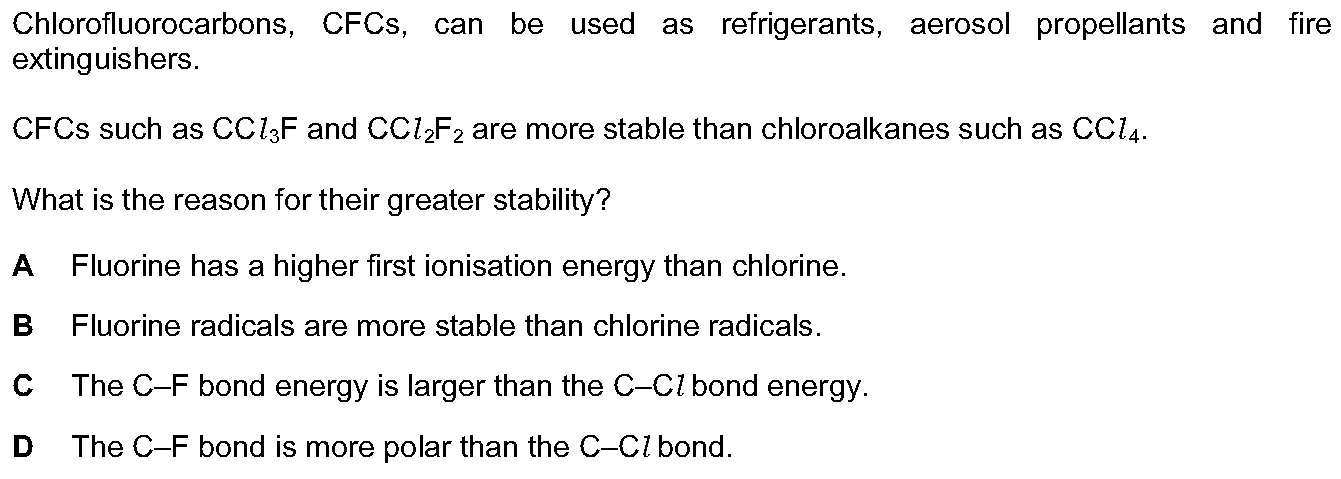 Chlorofluorocarbons, CFCs, can be used as refrigerants, aerosol propellants and fire
extinguishers.
CFCs such as CCl₃F and CCl₂F₂ are more stable than chloroalkanes such as CCl₄.
What is the reason for their greater stability?
A Fluorine has a higher first ionisation energy than chlorine.
B Fluorine radicals are more stable than chlorine radicals.
C The C–F bond energy is larger than the C–Cl bond energy.
D The C–F bond is more polar than the C–Cl bond.